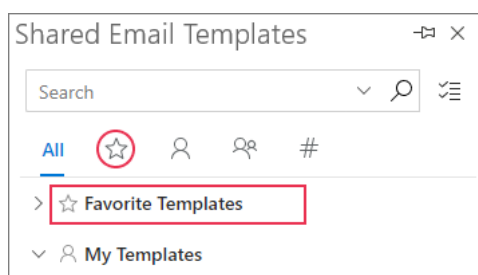 Shared Email Templates
Search
All #
Favorite Templates
My Templates